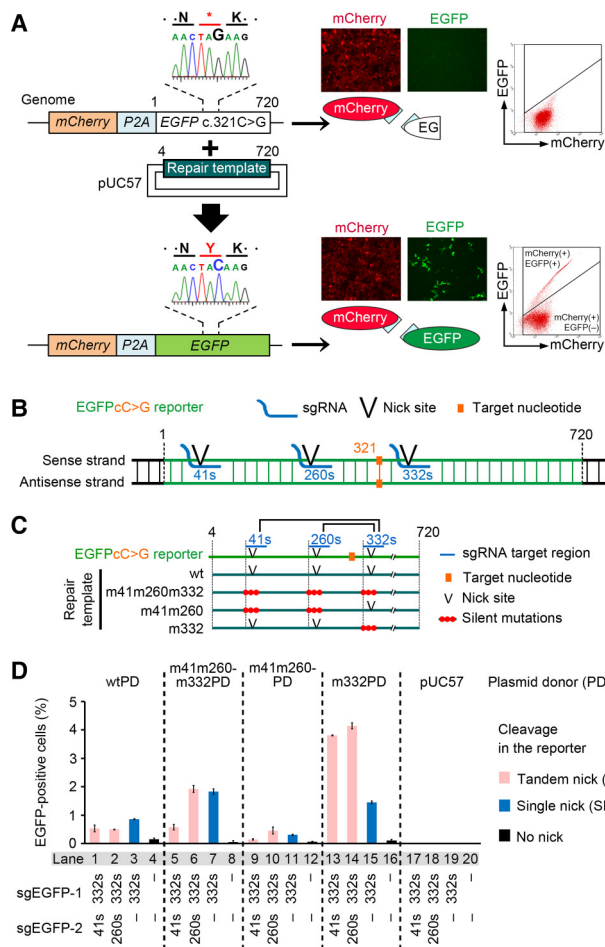 A
· · N * K · ·
A A C T A G A A G
mCherry EGFP
Genome 1 720
mCherry P2A EGFP c.321C>G
mCherry EG
EGFP
mCherry
+
4 720
Repair template
pUC57
· · N Y K · ·
A A C T A C A A G
mCherry EGFP
mCherry(+)
EGFP(+)
mCherry(+)
EGFP(–)
EGFP
mCherry
mCherry P2A EGFP
mCherry EGFP
B
EGFPcC>G reporter sgRNA Nick site Target nucleotide
1 321 720
Sense strand
Antisense strand
41s 260s 332s
C
4 41s 260s 332s 720
EGFPcC>G reporter
Repair template
wt
m41m260m332
m41m260
m332
sgRNA target region
Target nucleotide
Nick site
Silent mutations
D
wtPD m41m260-m332PD m41m260-PD m332PD pUC57 Plasmid donor (PD
EGFP-positive cells (%)
5
4
3
2
1
0
Cleavage
in the reporter
Tandem nick (
Single nick (S
No nick
Lane 1 2 3 4 5 6 7 8 9 10 11 12 13 14 15 16 17 18 19 20
sgEGFP-1 332s 332s 332s – 332s 332s 332s – 332s 332s 332s – 332s 332s 332s – 332s 332s 332s –
sgEGFP-2 41s 260s – – 41s 260s – – 41s 260s – – 41s 260s – – 41s 260s – –